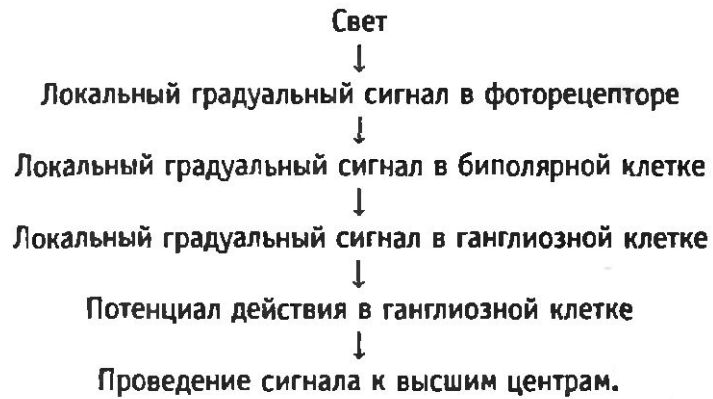 Свет
↓
Локальный градуальный сигнал в фоторецепторе
↓
Локальный градуальный сигнал в биполярной клетке
↓
Локальный градуальный сигнал в ганглиозной клетке
↓
Потенциал действия в ганглиозной клетке
↓
Проведение сигнала к высшим центрам.